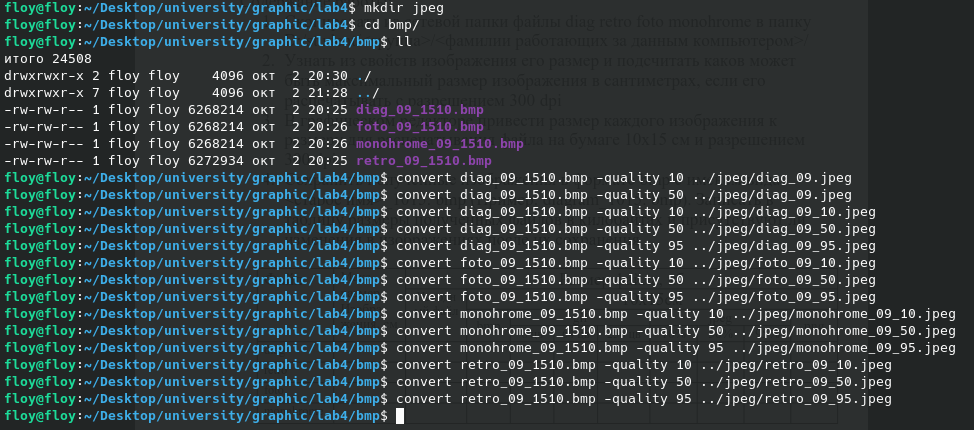 floy@floy:~/Desktop/university/graphic/lab4$ mkdir jpeg
floy@floy:~/Desktop/university/graphic/lab4$ cd bmp/
floy@floy:~/Desktop/university/graphic/lab4/bmp$ ll
итого 24508
drwxrwxr-x 2 floy floy    4096 окт  2 20:30 ./
drwxrwxr-x 7 floy floy    4096 окт  2 21:28 ../
-rw-rw-r-- 1 floy floy 6268214 окт  2 20:25 diag_09_1510.bmp
-rw-rw-r-- 1 floy floy 6268214 окт  2 20:26 foto_09_1510.bmp
-rw-rw-r-- 1 floy floy 6268214 окт  2 20:26 monohrome_09_1510.bmp
-rw-rw-r-- 1 floy floy 6272934 окт  2 20:25 retro_09_1510.bmp
floy@floy:~/Desktop/university/graphic/lab4/bmp$ convert diag_09_1510.bmp -quality 10 ../jpeg/diag_09.jpeg
floy@floy:~/Desktop/university/graphic/lab4/bmp$ convert diag_09_1510.bmp -quality 50 ../jpeg/diag_09.jpeg
floy@floy:~/Desktop/university/graphic/lab4/bmp$ convert diag_09_1510.bmp -quality 10 ../jpeg/diag_09_10.jpeg
floy@floy:~/Desktop/university/graphic/lab4/bmp$ convert diag_09_1510.bmp -quality 50 ../jpeg/diag_09_50.jpeg
floy@floy:~/Desktop/university/graphic/lab4/bmp$ convert diag_09_1510.bmp -quality 95 ../jpeg/diag_09_95.jpeg
floy@floy:~/Desktop/university/graphic/lab4/bmp$ convert foto_09_1510.bmp -quality 10 ../jpeg/foto_09_10.jpeg
floy@floy:~/Desktop/university/graphic/lab4/bmp$ convert foto_09_1510.bmp -quality 50 ../jpeg/foto_09_50.jpeg
floy@floy:~/Desktop/university/graphic/lab4/bmp$ convert foto_09_1510.bmp -quality 95 ../jpeg/foto_09_95.jpeg
floy@floy:~/Desktop/university/graphic/lab4/bmp$ convert monohrome_09_1510.bmp -quality 10 ../jpeg/monohrome_09_10.jpeg
floy@floy:~/Desktop/university/graphic/lab4/bmp$ convert monohrome_09_1510.bmp -quality 50 ../jpeg/monohrome_09_50.jpeg
floy@floy:~/Desktop/university/graphic/lab4/bmp$ convert monohrome_09_1510.bmp -quality 95 ../jpeg/monohrome_09_95.jpeg
floy@floy:~/Desktop/university/graphic/lab4/bmp$ convert retro_09_1510.bmp -quality 10 ../jpeg/retro_09_10.jpeg
floy@floy:~/Desktop/university/graphic/lab4/bmp$ convert retro_09_1510.bmp -quality 50 ../jpeg/retro_09_50.jpeg
floy@floy:~/Desktop/university/graphic/lab4/bmp$ convert retro_09_1510.bmp -quality 95 ../jpeg/retro_09_95.jpeg
floy@floy:~/Desktop/university/graphic/lab4/bmp$